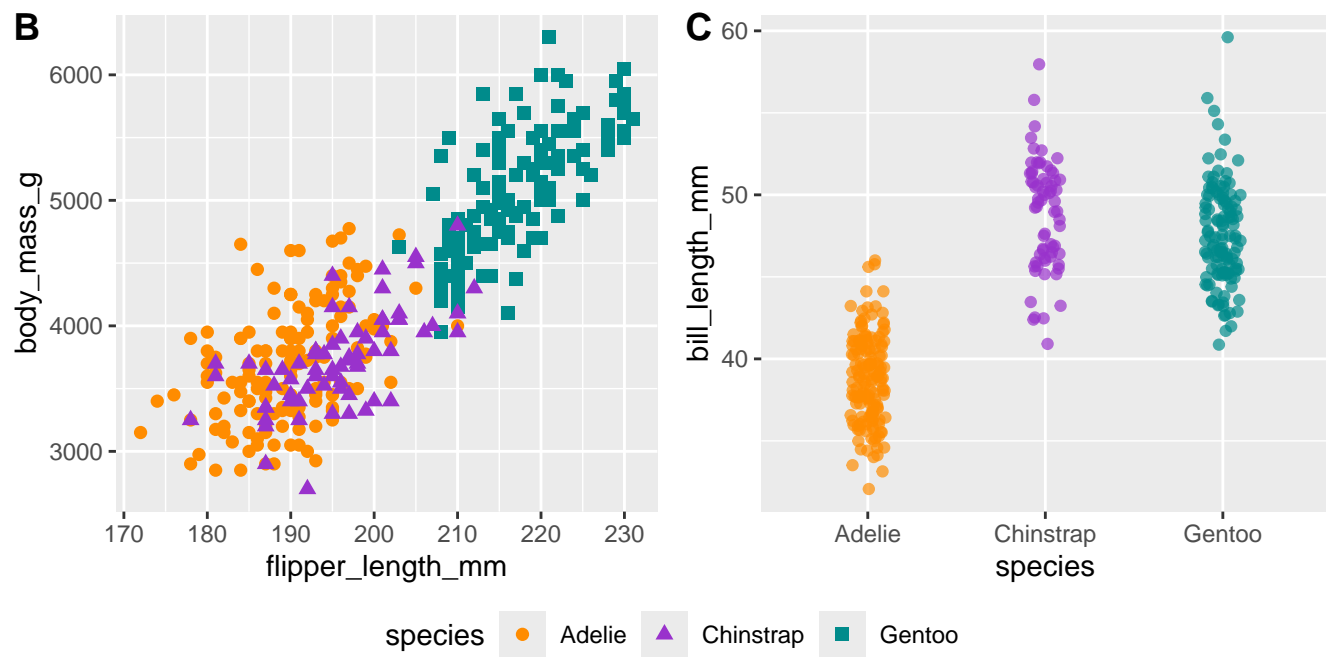 B
6000
5000
4000
3000
body_mass_g
170 180 190 200 210 220 230
flipper_length_mm
C
60
50
40
bill_length_mm
Adelie Chinstrap Gentoo
species
species Adelie Chinstrap Gentoo